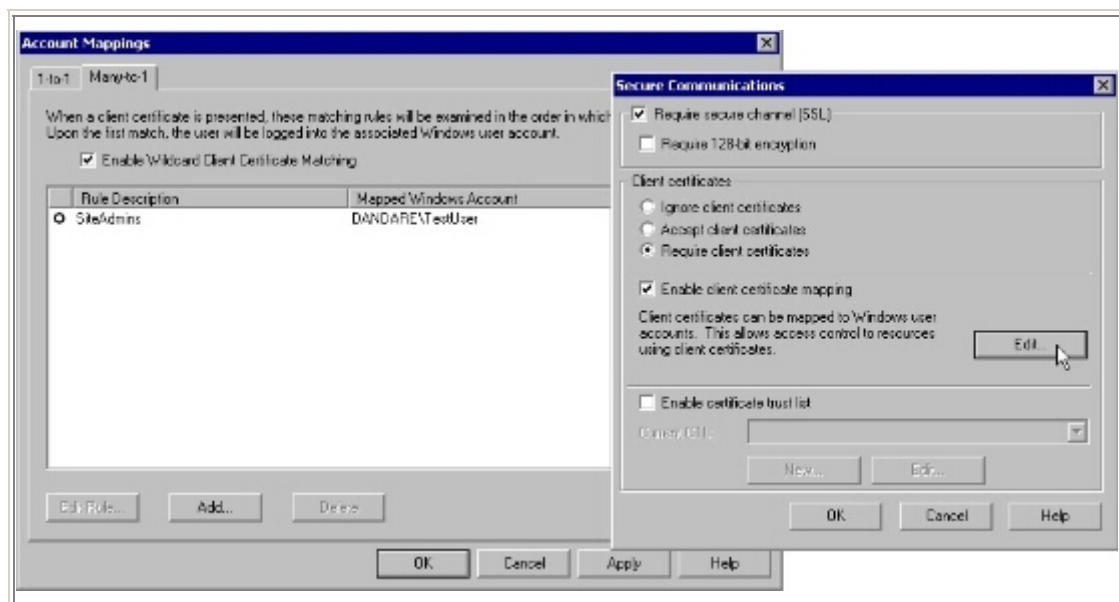 Account Mappings
1-to-1 Many-to-1
When a client certificate is presented, these matching rules will be examined in the order in which
Upon the first match, the user will be logged into the associated Windows user account.
Enable Wildcard Client Certificate Matching
Rule Description Mapped Windows Account
SiteAdmins DANDARE\TestUser
Edit Rule... Add... Delete
OK Cancel Apply Help
Secure Communications
Require secure channel (SSL)
Require 128-bit encryption
Client certificates
Ignore client certificates
Accept client certificates
Require client certificates
Enable client certificate mapping
Client certificates can be mapped to Windows user
accounts. This allows access control to resources
using client certificates.
Edit...
Enable certificate trust list
Current CTL:
New... Edit...
OK Cancel Help